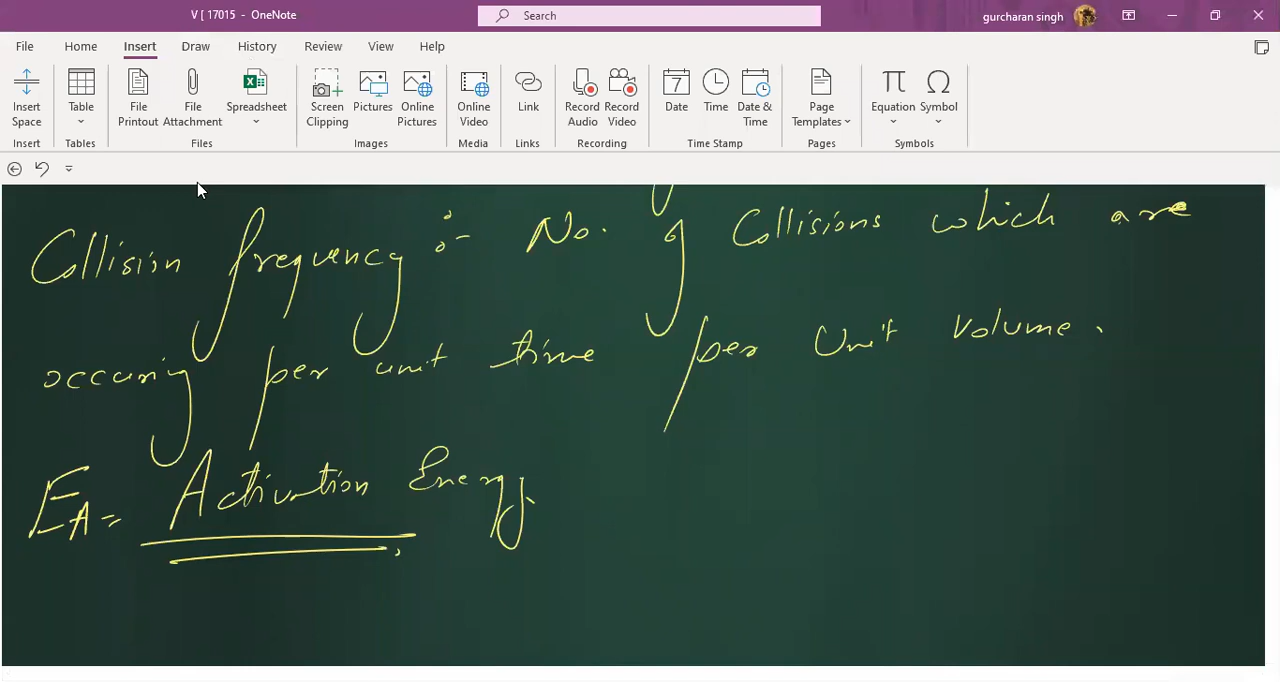 V [ 17015 - OneNote
Search
gurcharan singh
File Home Insert Draw History Review View Help
Insert Space
Table
File Printout
File Attachment
Spreadsheet
Screen Clipping
Pictures
Online Pictures
Online Video
Link
Record Audio
Record Video
Date
Time
Date & Time
Page Templates
Equation
Symbol
Insert Tables Files Images Media Links Recording Time Stamp Pages Symbols
Collision frequency :- No. of Collisions which are
occuring per unit time per Unit Volume.
EA = Activation Energy